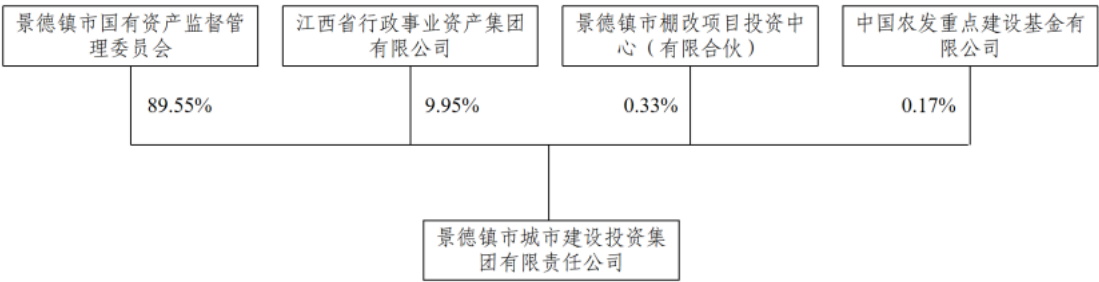 景德镇市国有资产监督管
理委员会
江西省行政事业资产集团
有限公司
景德镇市棚改项目投资中
心（有限合伙）
中国农发重点建设基金有
限公司
89.55%
9.95%
0.33%
0.17%
景德镇市城市建设投资集
团有限责任公司